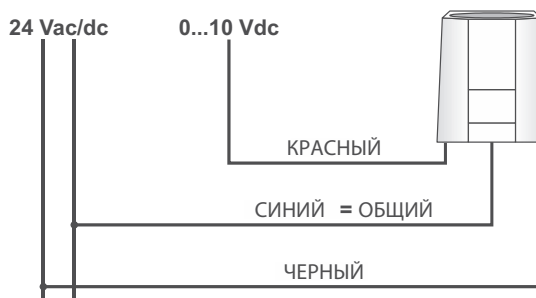 24 Vac/dc 0...10 Vdc
КРАСНЫЙ
СИНИЙ = ОБЩИЙ
ЧЕРНЫЙ